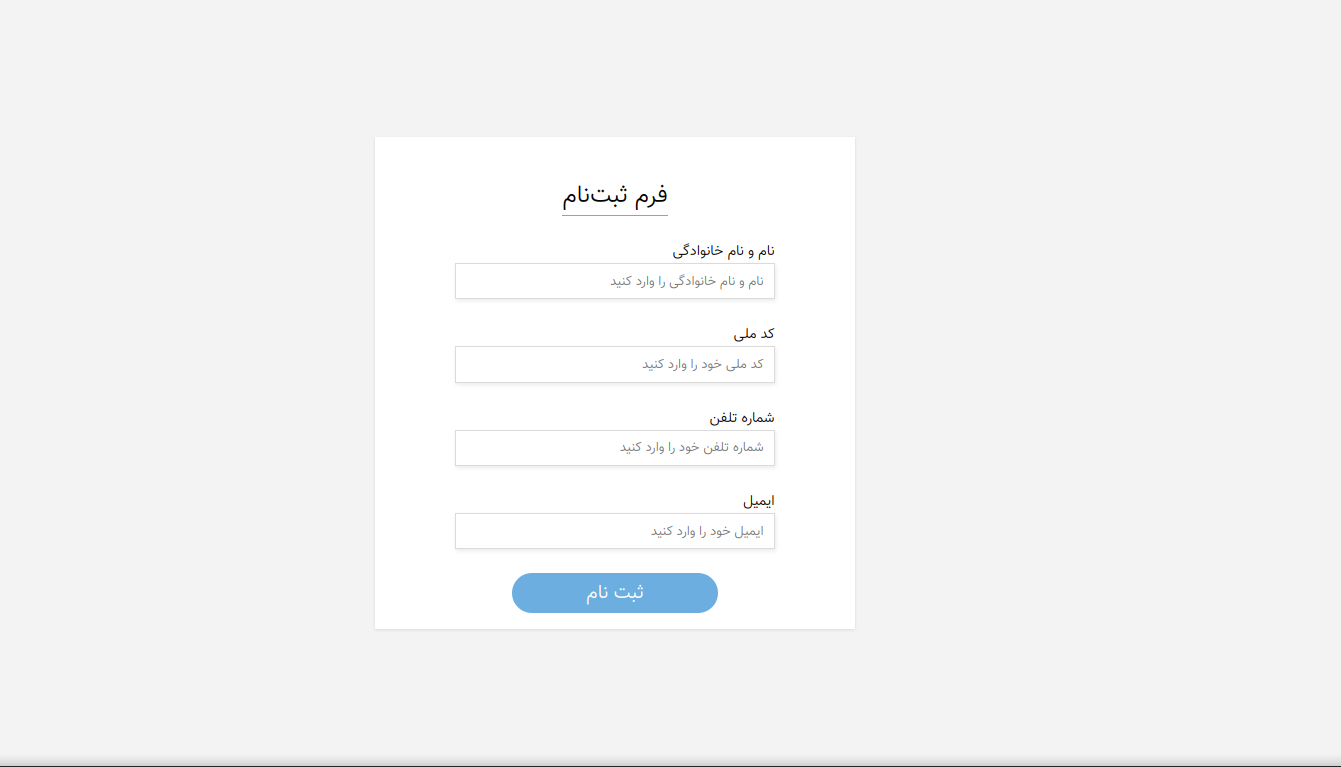 فرم ثبت‌نام
نام و نام خانوادگی
نام و نام خانوادگی را وارد کنید
کد ملی
کد ملی خود را وارد کنید
شماره تلفن
شماره تلفن خود را وارد کنید
ایمیل
ایمیل خود را وارد کنید
ثبت نام